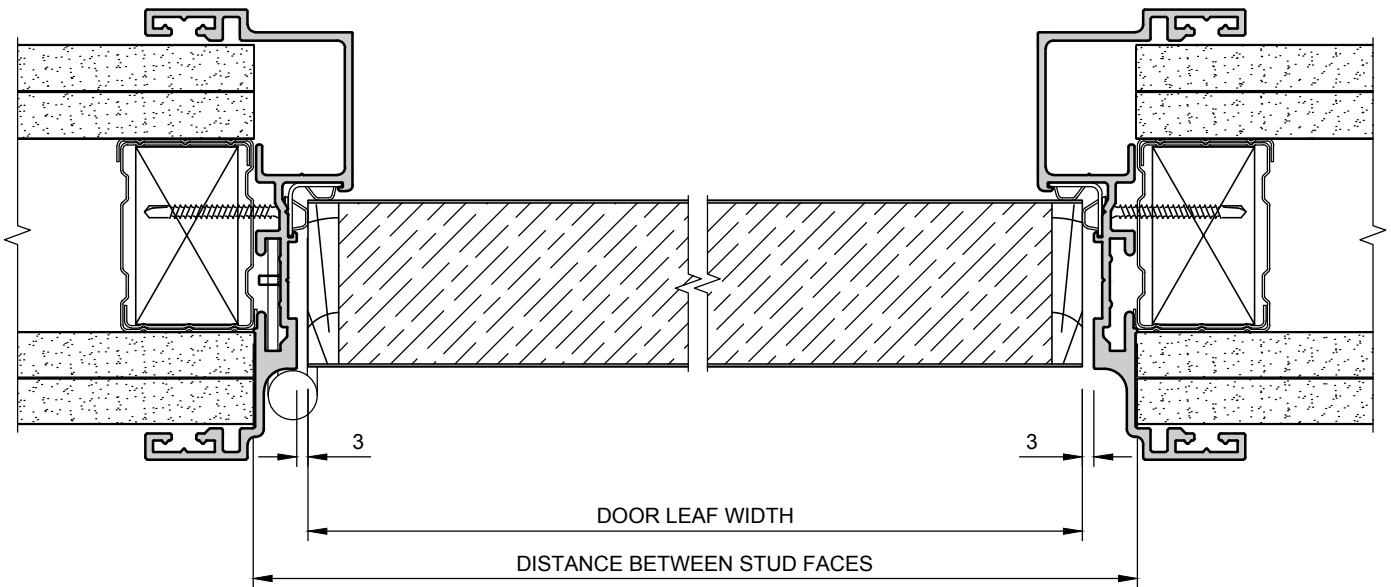 3
3
DOOR LEAF WIDTH
DISTANCE BETWEEN STUD FACES